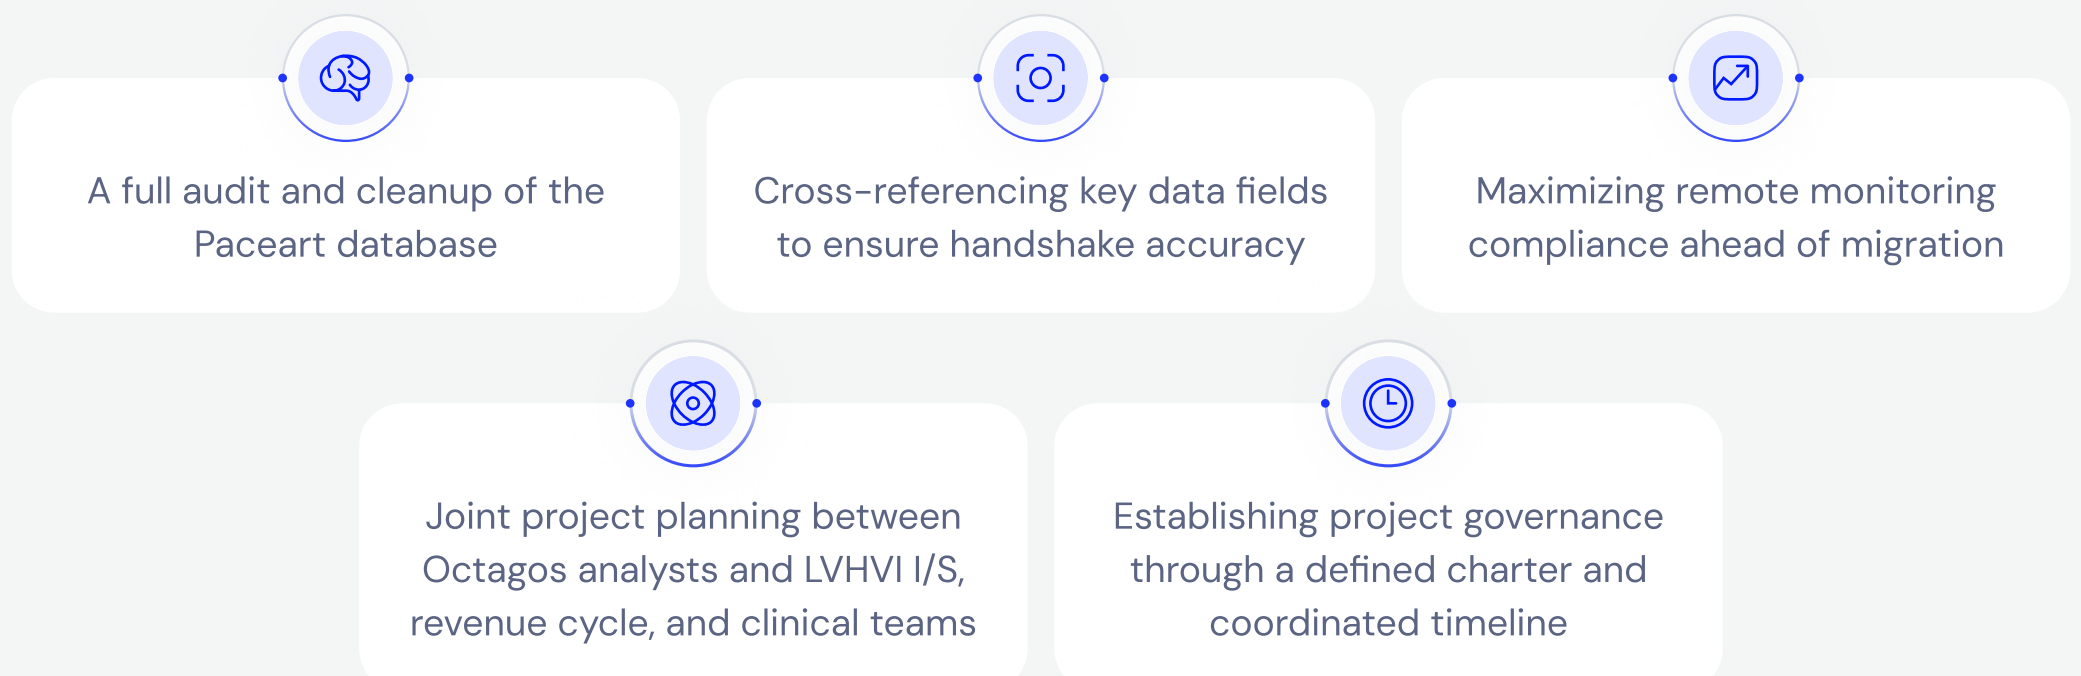 A full audit and cleanup of the
Paceart database
Cross-referencing key data fields
to ensure handshake accuracy
Maximizing remote monitoring
compliance ahead of migration
Joint project planning between
Octagos analysts and LVHVI I/S,
revenue cycle, and clinical teams
Establishing project governance
through a defined charter and
coordinated timeline